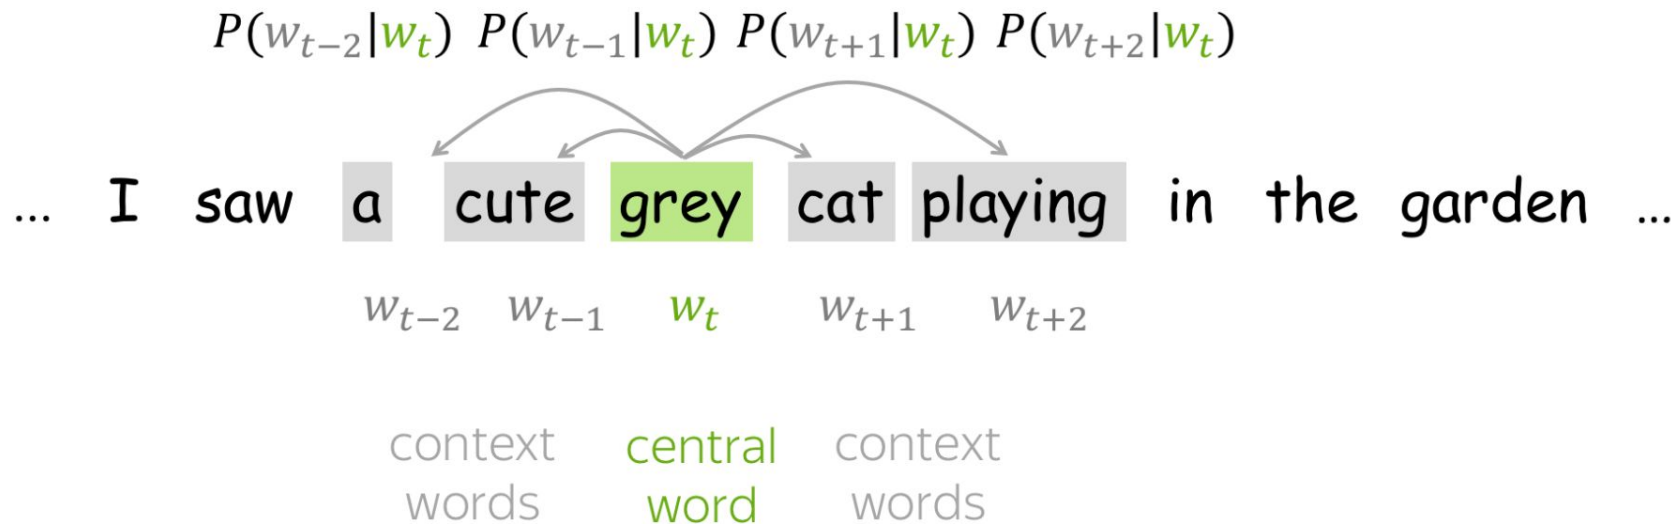 P(w_{t−2}|w_t) P(w_{t−1}|w_t) P(w_{t+1}|w_t) P(w_{t+2}|w_t)
... I saw a cute grey cat playing in the garden ...
w_{t−2} w_{t−1} w_t w_{t+1} w_{t+2}
context central context
words word words